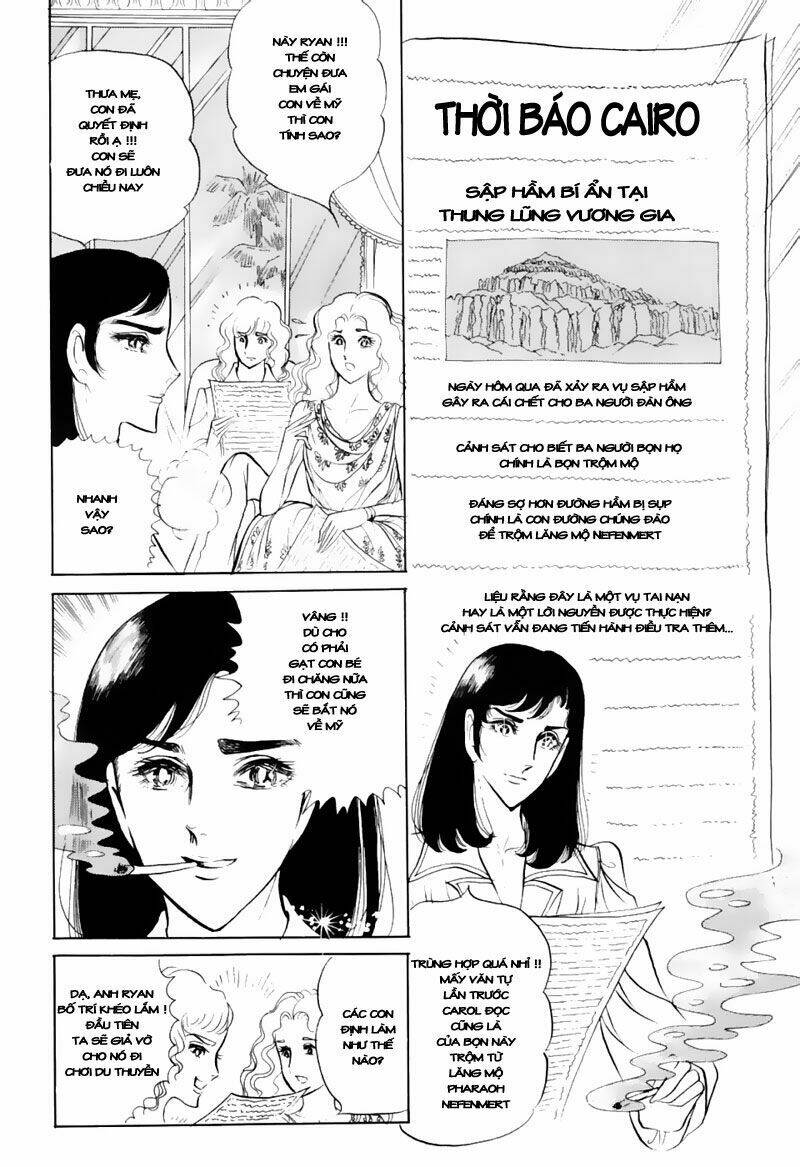 THỜI BÁO CAIRO
SẬP HẦM BÍ ẨN TẠI
THUNG LŨNG VƯƠNG GIA
NGÀY HÔM QUA ĐÃ XẢY RA VỤ SẬP HẦM
GÂY RA CÁI CHẾT CHO BA NGƯỜI ĐÀN ÔNG
CẢNH SÁT CHO BIẾT BA NGƯỜI BỌN HỌ
CHÍNH LÀ BỌN TRỘM MỘ
ĐÁNG SỢ HƠN ĐƯỜNG HẦM BỊ SỤP
CHÍNH LÀ CON ĐƯỜNG CHÚNG ĐÀO
ĐỂ TRỘM LĂNG MỘ NEFENMERT
LIỆU RẰNG ĐÂY LÀ MỘT VỤ TAI NẠN
HAY LÀ MỘT LỜI NGUYỀN ĐƯỢC THỰC HIỆN?
CẢNH SÁT VẪN ĐANG TIẾN HÀNH ĐIỀU TRA THÊM...
TRÙNG HỢP QUÁ NHỈ !!
MẤY VĂN TỰ
LẦN TRƯỚC
CAROL ĐỌC
CŨNG LÀ
CỦA BỌN NÀY
TRỘM TỪ
LĂNG MỘ
PHARAOH
NEFENMERT
NÀY RYAN !!!
THẾ CÒN
CHUYỆN ĐƯA
EM GÁI
CON VỀ MỸ
THÌ CON
TÍNH SAO?
THƯA MẸ,
CON ĐÃ
QUYẾT ĐỊNH
RỒI Ạ !!!
CON SẼ
ĐƯA NÓ ĐI LUÔN
CHIỀU NAY
NHANH
VẬY
SAO?
VÂNG !!
DÙ CHO
CÓ PHẢI
GẠT CON BÉ
ĐI CHĂNG NỮA
THÌ CON CŨNG
SẼ BẮT NÓ
VỀ MỸ
CÁC CON
ĐỊNH LÀM
NHƯ THẾ
NÀO?
DẠ, ANH RYAN
BỐ TRÍ KHÉO LẮM !
ĐẦU TIÊN
TA SẼ GIẢ VỜ
CHO NÓ ĐI
CHƠI DU THUYỀN